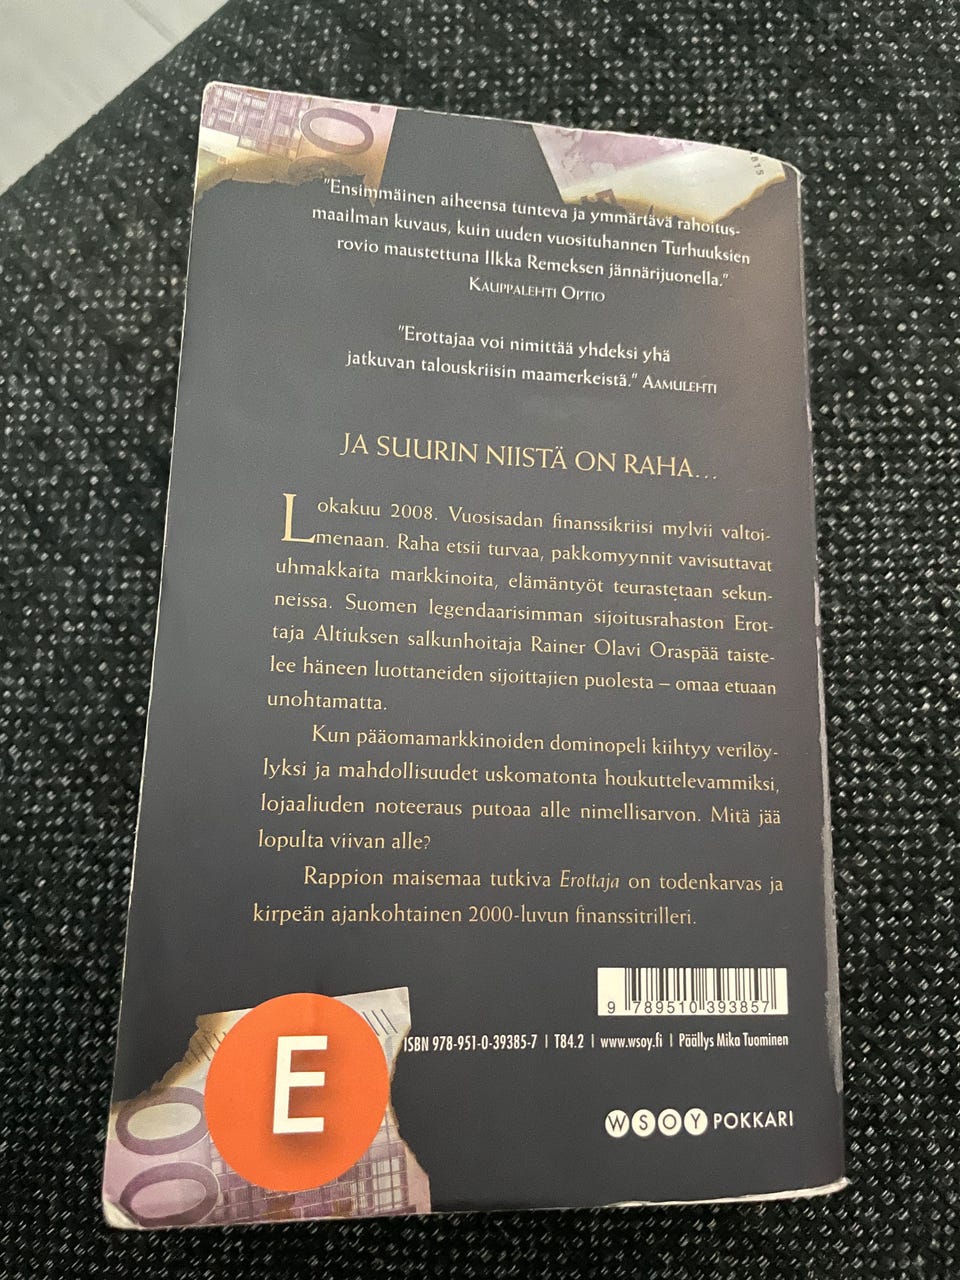 "Ensimmäinen aiheensa tunteva ja ymmärtävä rahoitus-
maailman kuvaus, kuin uuden vuosituhannen Turhuuksien
rovio maustettuna Ilkka Remeksen jännärijuonella."
KAUPPALEHTI OPTIO
"Erottajaa voi nimittää yhdeksi yhä
jatkuvan talouskriisin maamerkeistä." AAMULEHTI
JA SUURIN NIISTÄ ON RAHA...
Lokakuu 2008. Vuosisadan finanssikriisi mylvii valtoi-
menaan. Raha etsii turvaa, pakkomyynnit vavisuttavat
uhmakkaita markkinoita, elämäntyöt teurastetaan sekun-
neissa. Suomen legendaarisimman sijoitusrahaston Erot-
taja Altiuksen salkunhoitaja Rainer Olavi Oraspää taiste-
lee häneen luottaneiden sijoittajien puolesta – omaa etuaan
unohtamatta.
Kun pääomamarkkinoiden dominopeli kiihtyy verilöy-
lyksi ja mahdollisuudet uskomatonta houkuttelevammiksi,
lojaaliuden noteeraus putoaa alle nimellisarvon. Mitä jää
lopulta viivan alle?
Rappion maisemaa tutkiva Erottaja on todenkarvas ja
kirpeän ajankohtainen 2000-luvun finanssitrilleri.
9 789510 393857
ISBN 978-951-0-39385-7 | T84.2 | www.wsoy.fi | Päällys Mika Tuominen
E
WSOY POKKARI